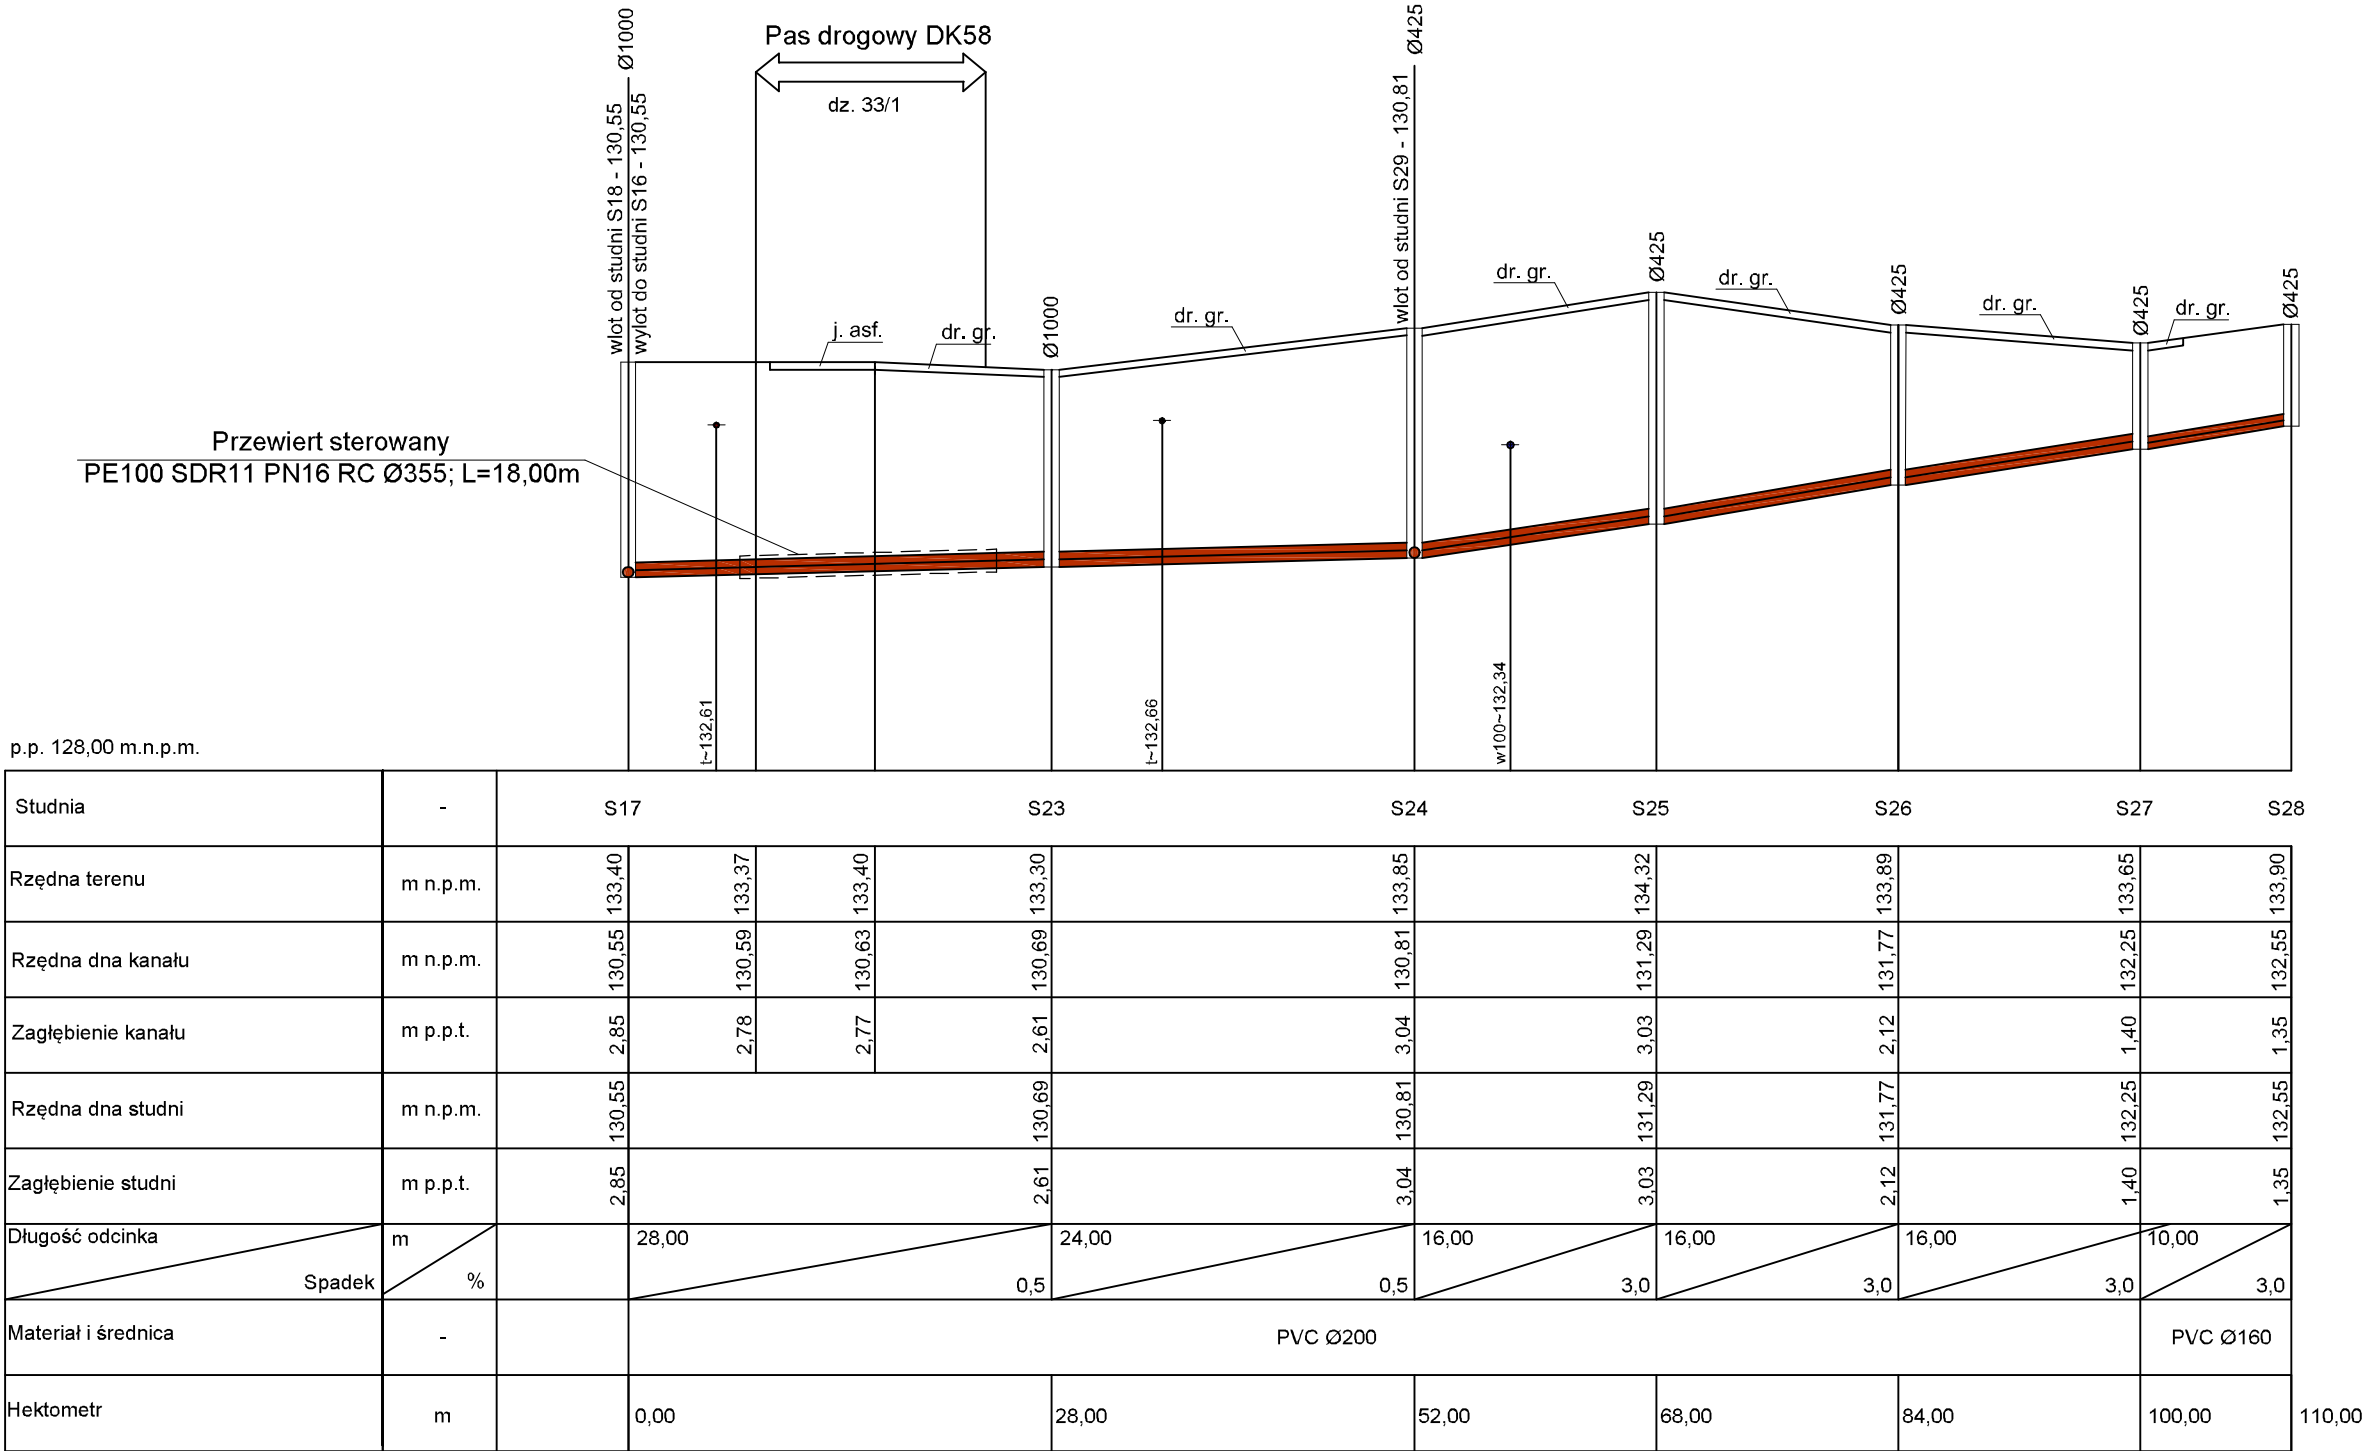 Pas drogowy DK58
dz. 33/1
wlot od studni S18 - 130,55
Ø1000
wylot do studni S16 - 130,55
Ø1000
wlot od studni S29 - 130,81
Ø425
Ø425
Ø425
Ø425
Ø425
j. asf.
dr. gr.
dr. gr.
dr. gr.
dr. gr.
dr. gr.
dr. gr.
Przewiert sterowany
PE100 SDR11 PN16 RC Ø355; L=18,00m
t~132,61
t~132,66
w100~132,34
p.p. 128,00 m.n.p.m.
Studnia - S17 S23 S24 S25 S26 S27 S28
Rzędna terenu m n.p.m. 133,40 133,37 133,40 133,30 133,85 134,32 133,89 133,65 133,90
Rzędna dna kanału m n.p.m. 130,55 130,59 130,63 130,69 130,81 131,29 131,77 132,25 132,55
Zagłębienie kanału m p.p.t. 2,85 2,78 2,77 2,61 3,04 3,03 2,12 1,40 1,35
Rzędna dna studni m n.p.m. 130,55 130,69 130,81 131,29 131,77 132,25 132,55
Zagłębienie studni m p.p.t. 2,85 2,61 3,04 3,03 2,12 1,40 1,35
Długość odcinka m 28,00 24,00 16,00 16,00 16,00 10,00
Spadek % 0,5 0,5 3,0 3,0 3,0 3,0
Materiał i średnica - PVC Ø200 PVC Ø160
Hektometr m 0,00 28,00 52,00 68,00 84,00 100,00 110,00